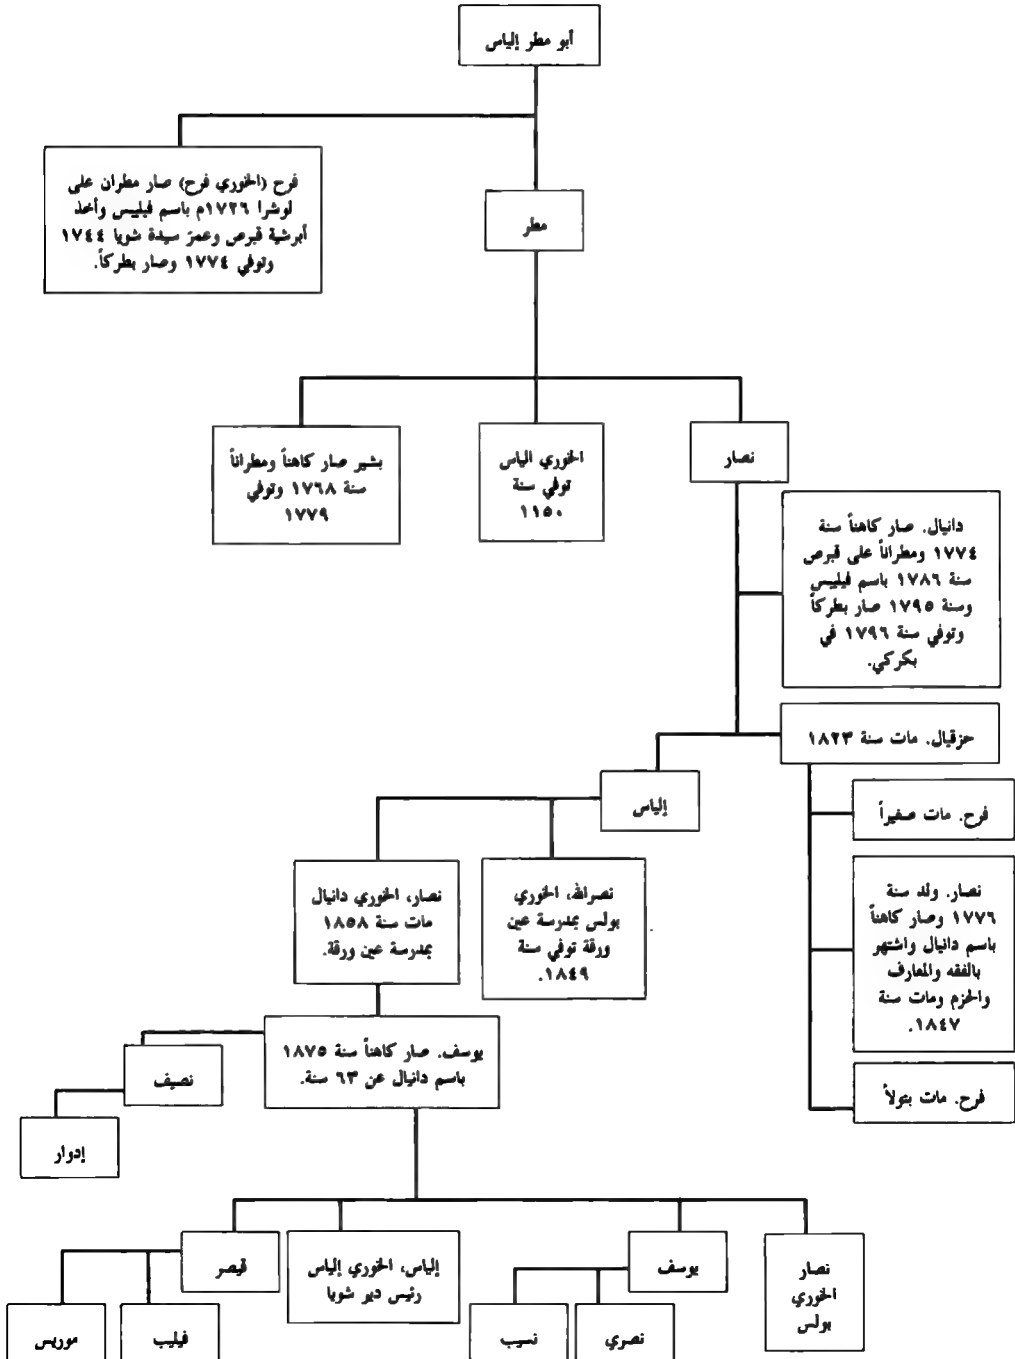 أبو مطر إلياس
فرح (الخوري فرح) صار مطران على
لوشرا ١٧٢٦م باسم فيليبس وأخذ
أبرشية قبرص وعمرّ سيدة شويا ١٧٤٤
وتوفي ١٧٧٤ وصار بطركاً.
مطر
بشير صار كاهناً ومطراناً
سنة ١٧٦٨ وتوفي
١٧٧٩
الخوري الياس
توفي سنة
١١٥٠
نصار
دانيال. صار كاهناً سنة
١٧٧٤ ومطراناً على قبرص
سنة ١٧٨٦ باسم فيليبس
وسنة ١٧٩٥ صار بطركاً
وتوفي سنة ١٧٩٦ في
بكركي.
حزقيال. مات سنة ١٨٢٣
إلياس
فرح. مات صغيراً
نصار. ولد سنة
١٧٧٦ وصار كاهناً
باسم دانيال واشتهر
بالفقه والمعارف
والحزم ومات سنة
١٨٤٧.
فرح. مات بتولاً
نصرالله، الخوري
بولس بمدرسة عين
ورقة توفي سنة
١٨٤٩.
نصار، الخوري دانيال
مات سنة ١٨٥٨
بمدرسة عين ورقة.
يوسف. صار كاهناً سنة ١٨٧٥
باسم دانيال عن ٦٣ سنة.
نصيف
إدوار
نصار
الخوري
بولس
يوسف
إلياس، الخوري إلياس
رئيس دير شويا
قيصر
نصري
نسيب
فيليب
موريس